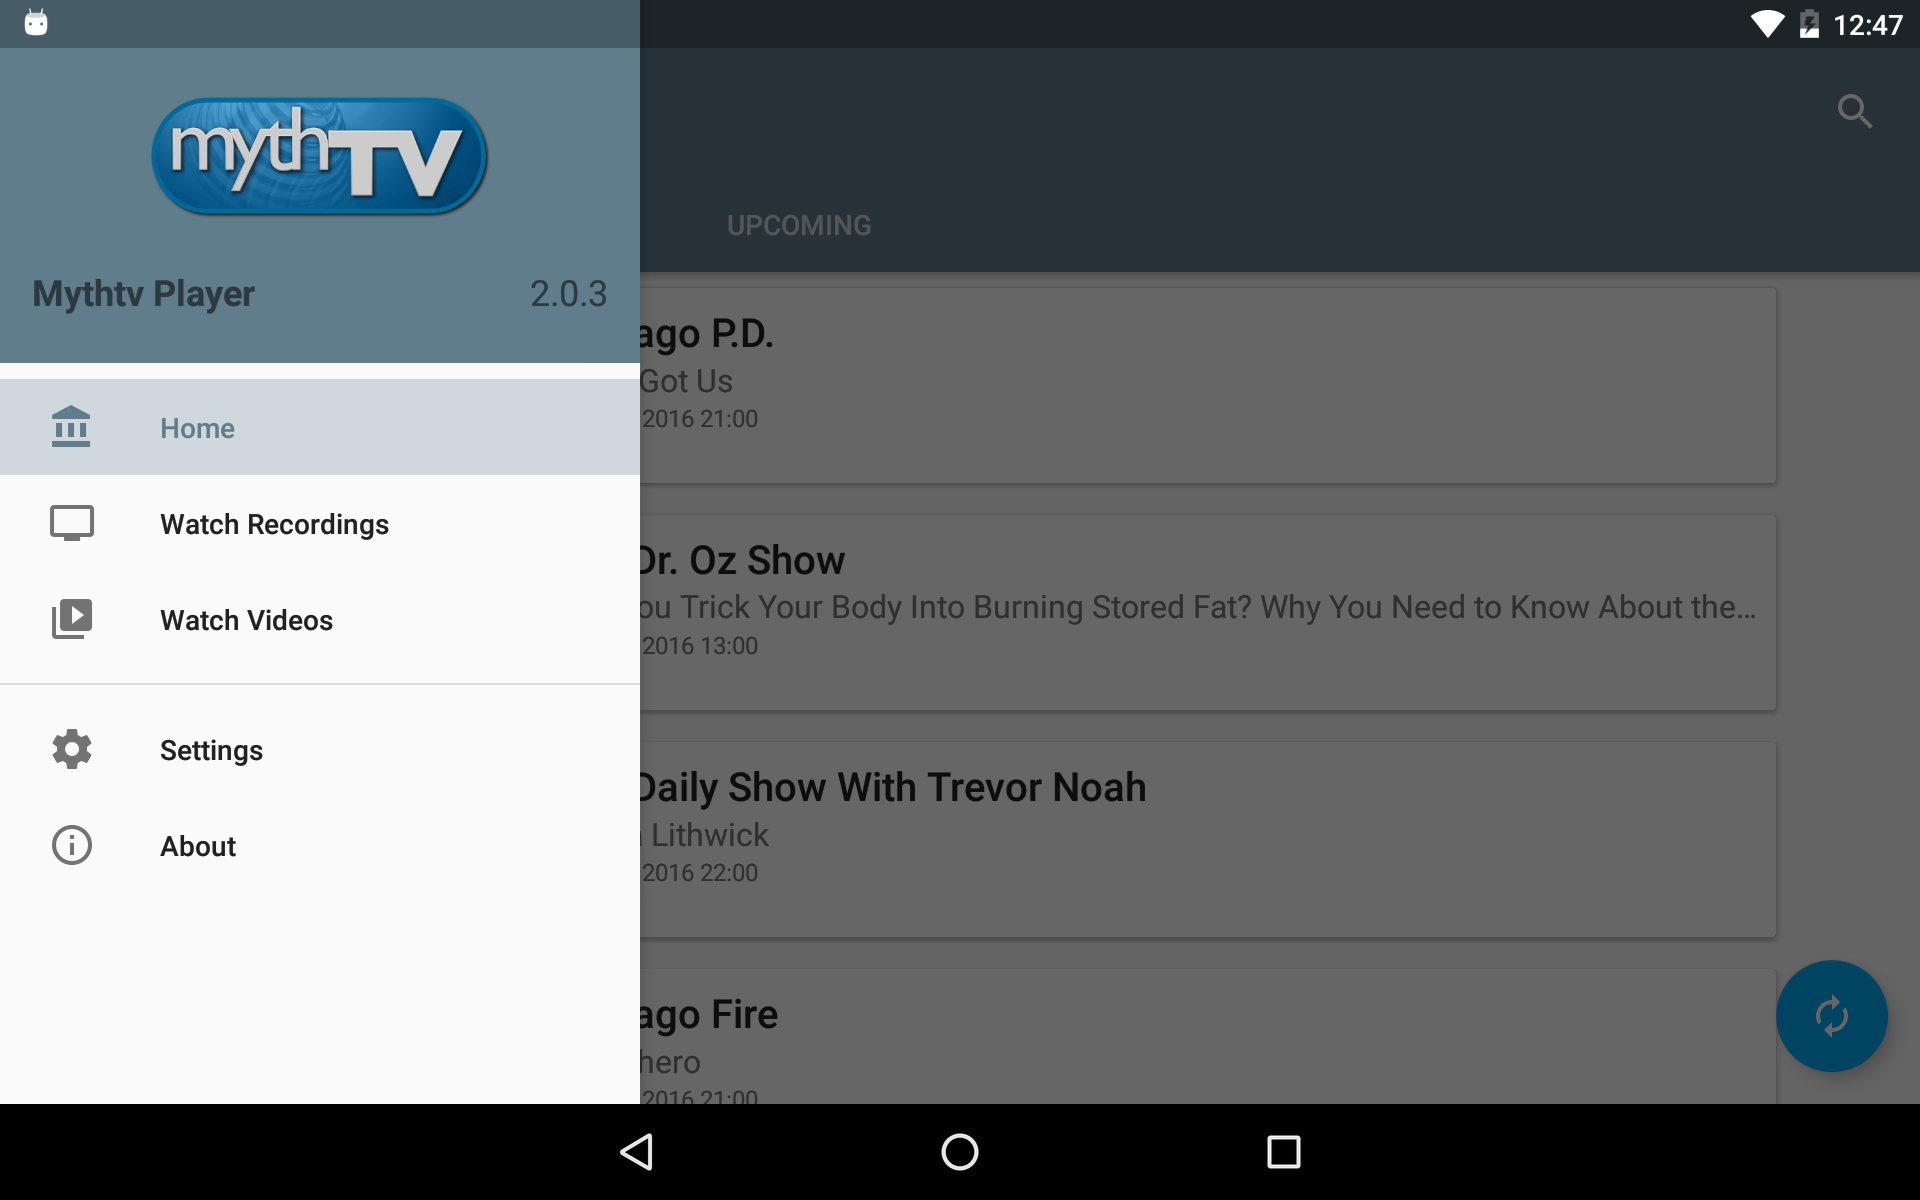 12:47
mythTV
Mythtv Player 2.0.3
Home
Watch Recordings
Watch Videos
Settings
About
UPCOMING
ago P.D.
Got Us
2016 21:00
Dr. Oz Show
ou Trick Your Body Into Burning Stored Fat? Why You Need to Know About the...
2016 13:00
Daily Show With Trevor Noah
Lithwick
2016 22:00
ago Fire
hero
2016 21:00